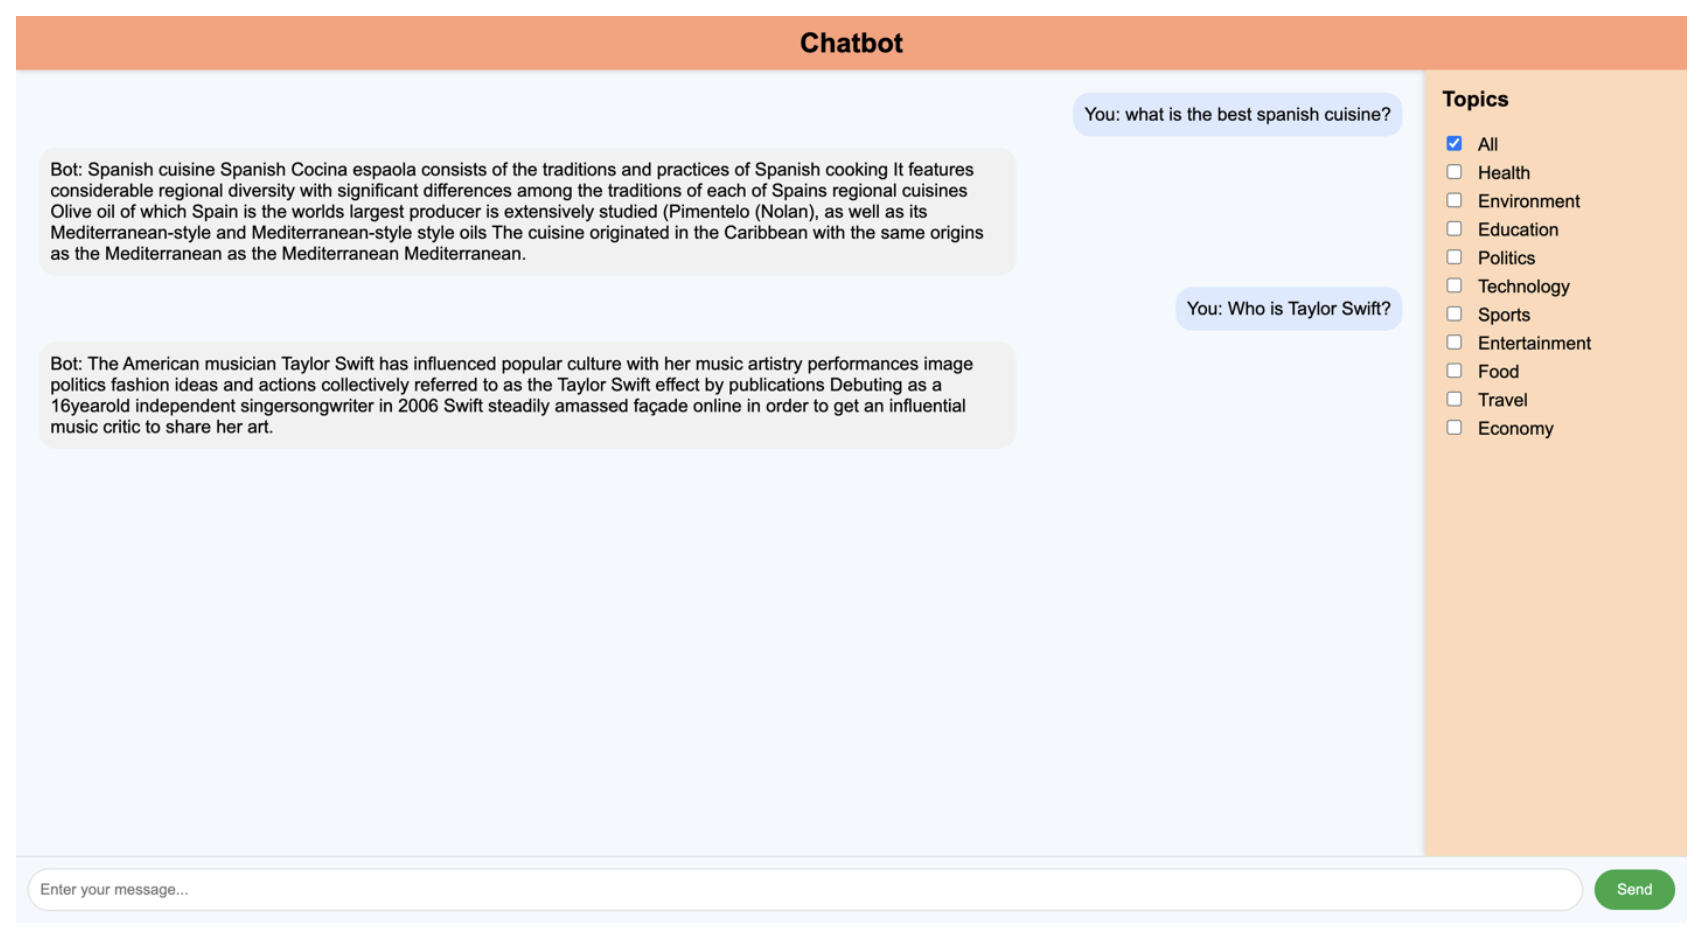 Chatbot
You: what is the best spanish cuisine?
Bot: Spanish cuisine Spanish Cocina espaola consists of the traditions and practices of Spanish cooking It features
considerable regional diversity with significant differences among the traditions of each of Spains regional cuisines
Olive oil of which Spain is the worlds largest producer is extensively studied (Pimentelo (Nolan), as well as its
Mediterranean-style and Mediterranean-style style oils The cuisine originated in the Caribbean with the same origins
as the Mediterranean as the Mediterranean Mediterranean.
You: Who is Taylor Swift?
Bot: The American musician Taylor Swift has influenced popular culture with her music artistry performances image
politics fashion ideas and actions collectively referred to as the Taylor Swift effect by publications Debuting as a
16yearold independent singersongwriter in 2006 Swift steadily amassed façade online in order to get an influential
music critic to share her art.
Topics
All
Health
Environment
Education
Politics
Technology
Sports
Entertainment
Food
Travel
Economy
Enter your message...
Send